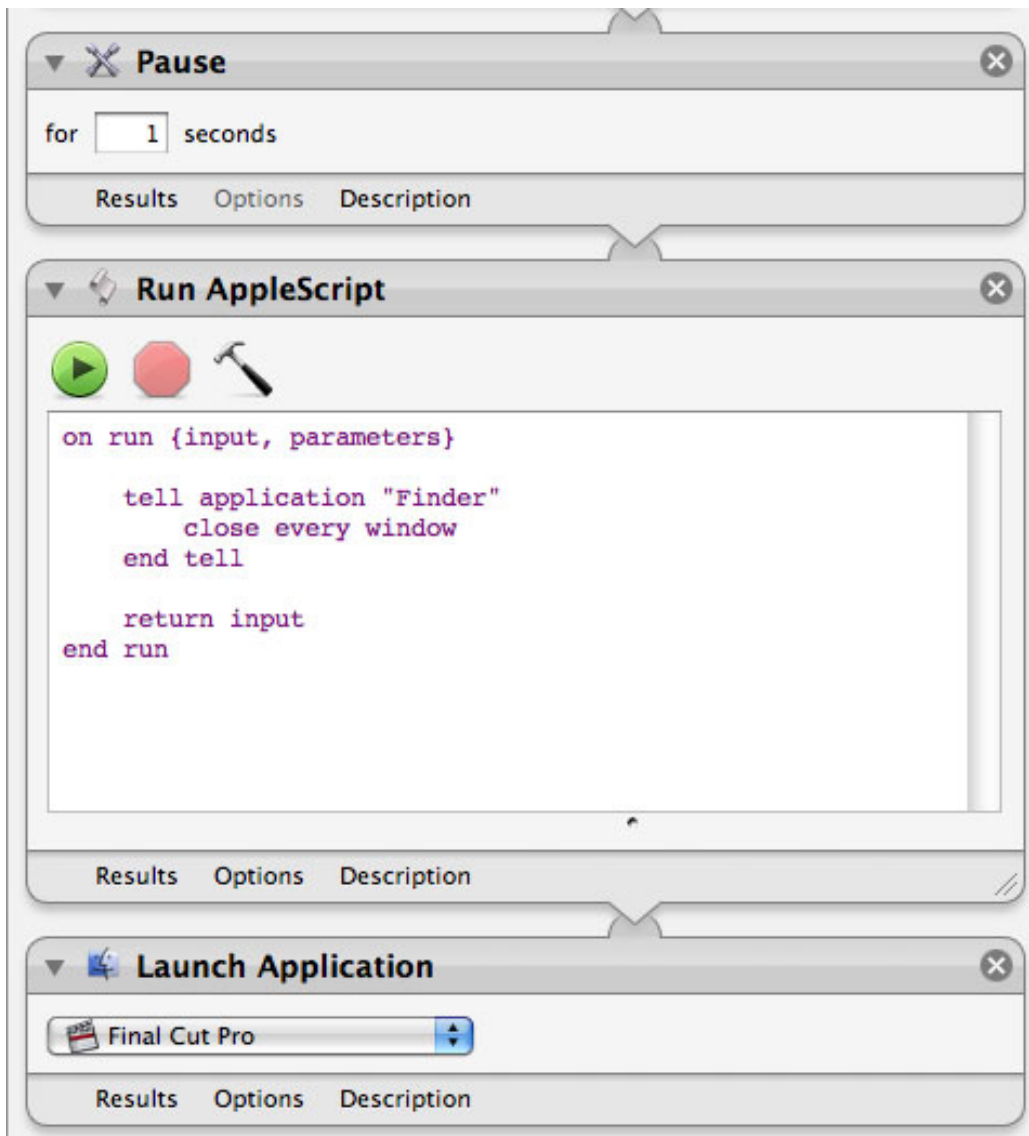 Pause
for 1 seconds
Results Options Description
Run AppleScript
on run {input, parameters}
tell application "Finder"
close every window
end tell
return input
end run
Results Options Description
Launch Application
Final Cut Pro
Results Options Description